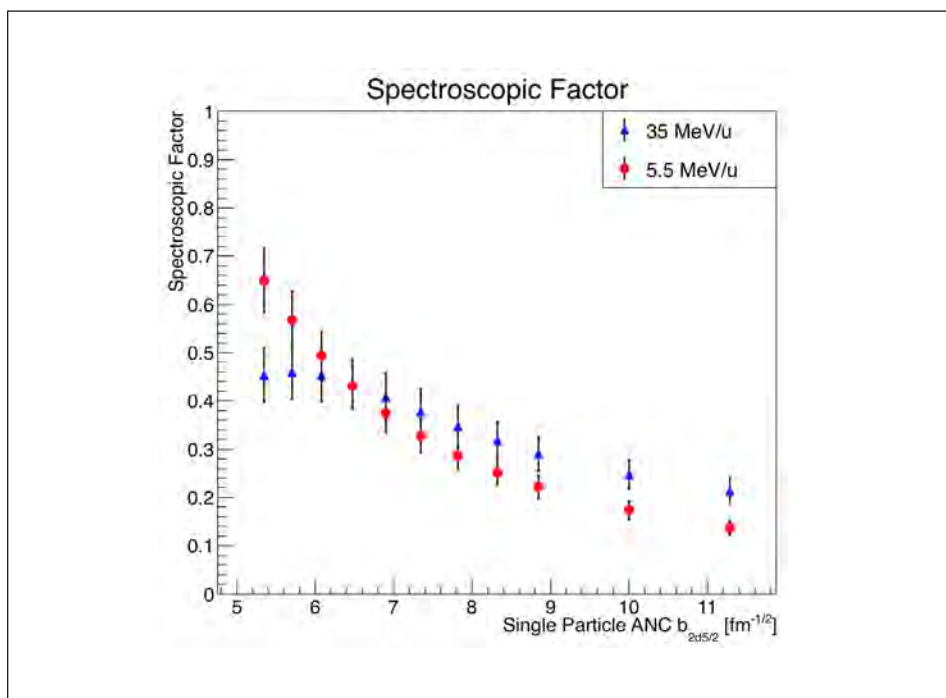 Spectroscopic Factor
35 MeV/u
5.5 MeV/u
Spectroscopic Factor
1
0.9
0.8
0.7
0.6
0.5
0.4
0.3
0.2
0.1
0
5 6 7 8 9 10 11
Single Particle ANC b_{2d5/2} [fm^{-1/2}]